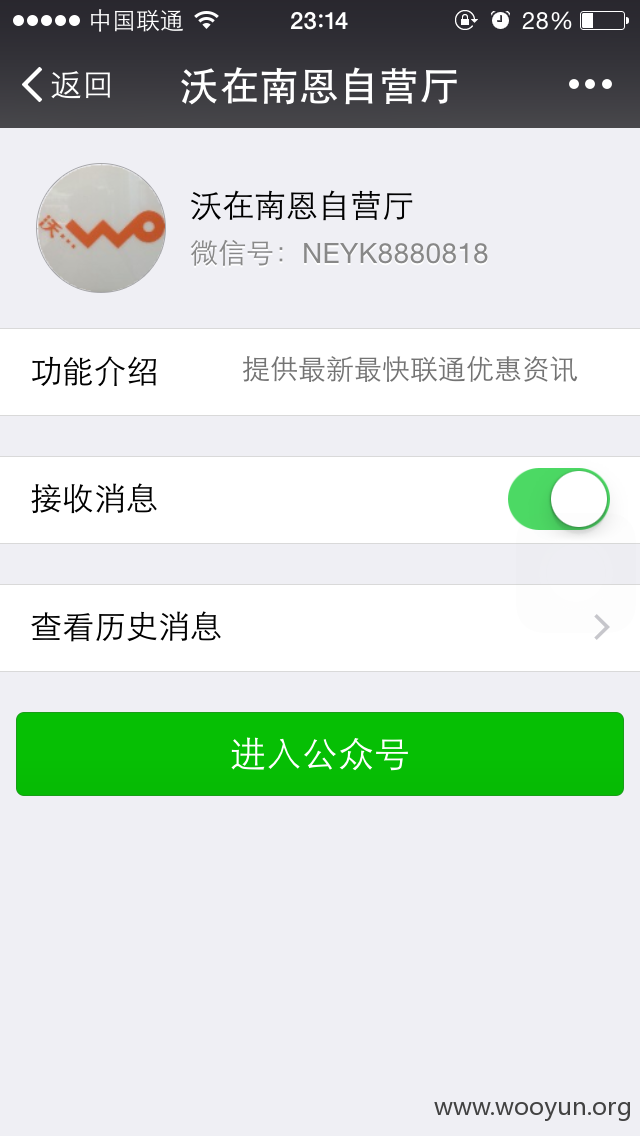 中国联通 23:14 28%
返回 沃在南恩自营厅
沃在南恩自营厅
沃... wo
微信号：NEYK8880818
功能介绍 提供最新最快联通优惠资讯
接收消息
查看历史消息
进入公众号
www.wooyun.org